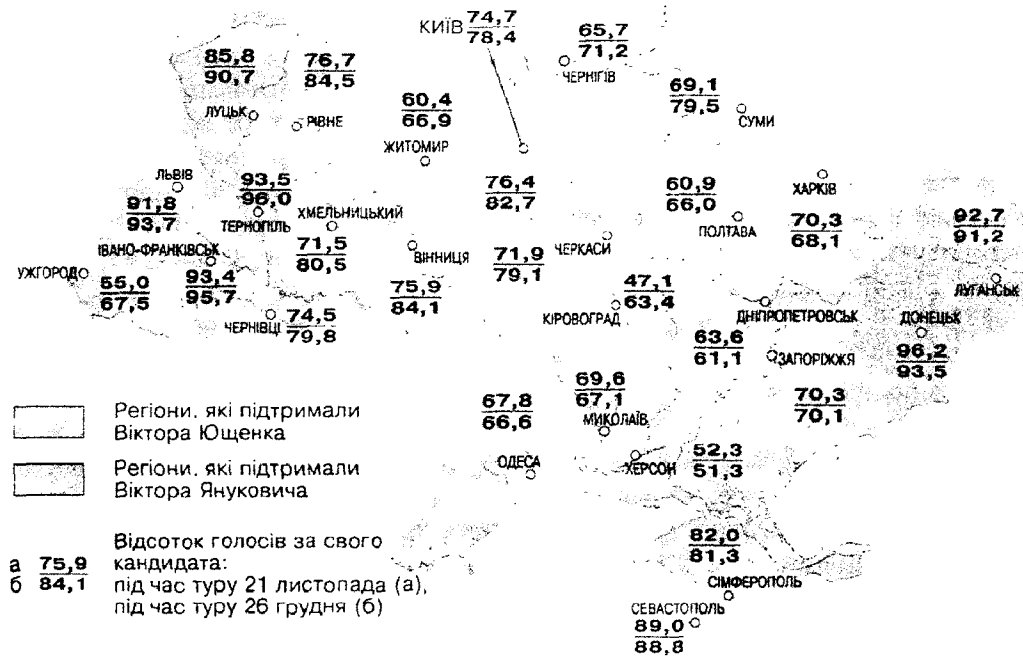 КИЇВ 74,7
78,4
65,7
71,2
ЧЕРНІГІВ
85,8
90,7
ЛУЦЬК
76,7
84,5
РІВНЕ
60,4
66,9
ЖИТОМИР
69,1
79,5
СУМИ
ЛЬВІВ
91,8
93,7
93,5
96,0
ТЕРНОПІЛЬ
ХМЕЛЬНИЦЬКИЙ
71,5
80,5
76,4
82,7
60,9
66,0
ПОЛТАВА
ХАРКІВ
70,3
68,1
92,7
91,2
ЛУГАНСЬК
ІВАНО-ФРАНКІВСЬК
93,4
95,7
УЖГОРОД
55,0
67,5
ВІННИЦЯ
75,9
84,1
ЧЕРКАСИ
71,9
79,1
ЧЕРНІВЦІ 74,5
79,8
47,1
63,4
КІРОВОГРАД
ДНІПРОПЕТРОВСЬК
63,6
61,1
ДОНЕЦЬК
96,2
93,5
ЗАПОРІЖЖЯ
70,3
70,1
69,6
67,1
МИКОЛАЇВ
67,8
66,6
ОДЕСА
ХЕРСОН
52,3
51,3
82,0
81,3
СІМФЕРОПОЛЬ
СЕВАСТОПОЛЬ
89,0
88,8
Регіони, які підтримали
Віктора Ющенка
Регіони, які підтримали
Віктора Януковича
а 75,9
б 84,1
Відсоток голосів за свого
кандидата:
під час туру 21 листопада (а),
під час туру 26 грудня (б)